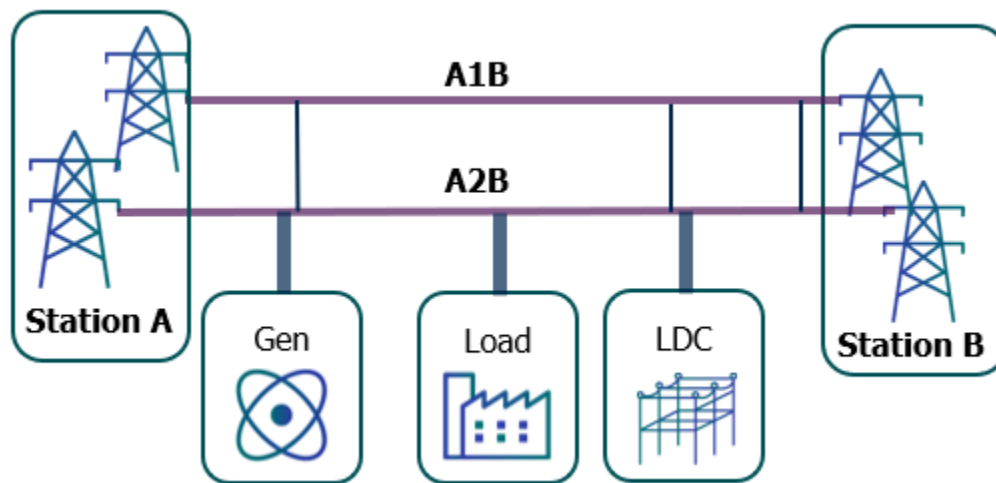 A1B
A2B
Station A
Station B
Gen
Load
LDC